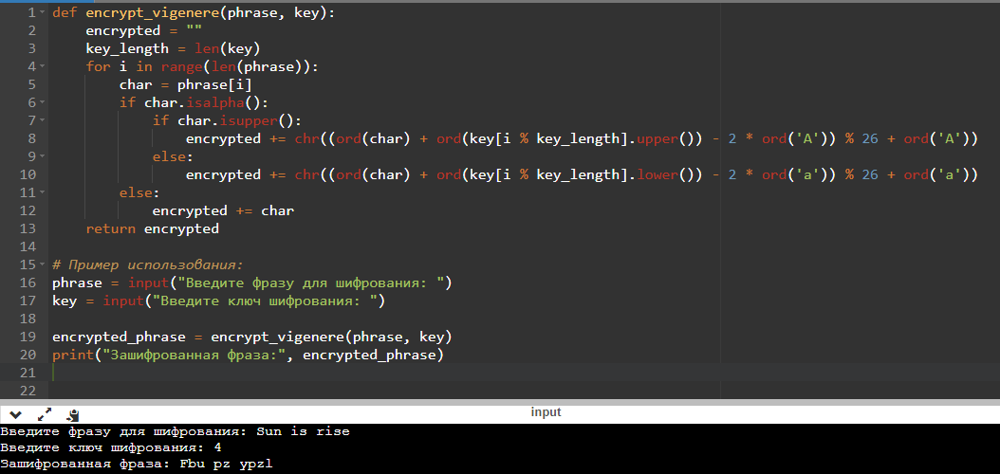 1 def encrypt_vigenere(phrase, key):
2     encrypted = ""
3     key_length = len(key)
4     for i in range(len(phrase)):
5         char = phrase[i]
6         if char.isalpha():
7             if char.isupper():
8                 encrypted += chr((ord(char) + ord(key[i % key_length].upper()) - 2 * ord('A')) % 26 + ord('A'))
9             else:
10                 encrypted += chr((ord(char) + ord(key[i % key_length].lower()) - 2 * ord('a')) % 26 + ord('a'))
11         else:
12             encrypted += char
13     return encrypted
14
15 # Пример использования:
16 phrase = input("Введите фразу для шифрования: ")
17 key = input("Введите ключ шифрования: ")
18
19 encrypted_phrase = encrypt_vigenere(phrase, key)
20 print("Зашифрованная фраза:", encrypted_phrase)
21
22
input
Введите фразу для шифрования: Sun is rise
Введите ключ шифрования: 4
Зашифрованная фраза: Fbu pz ypzl